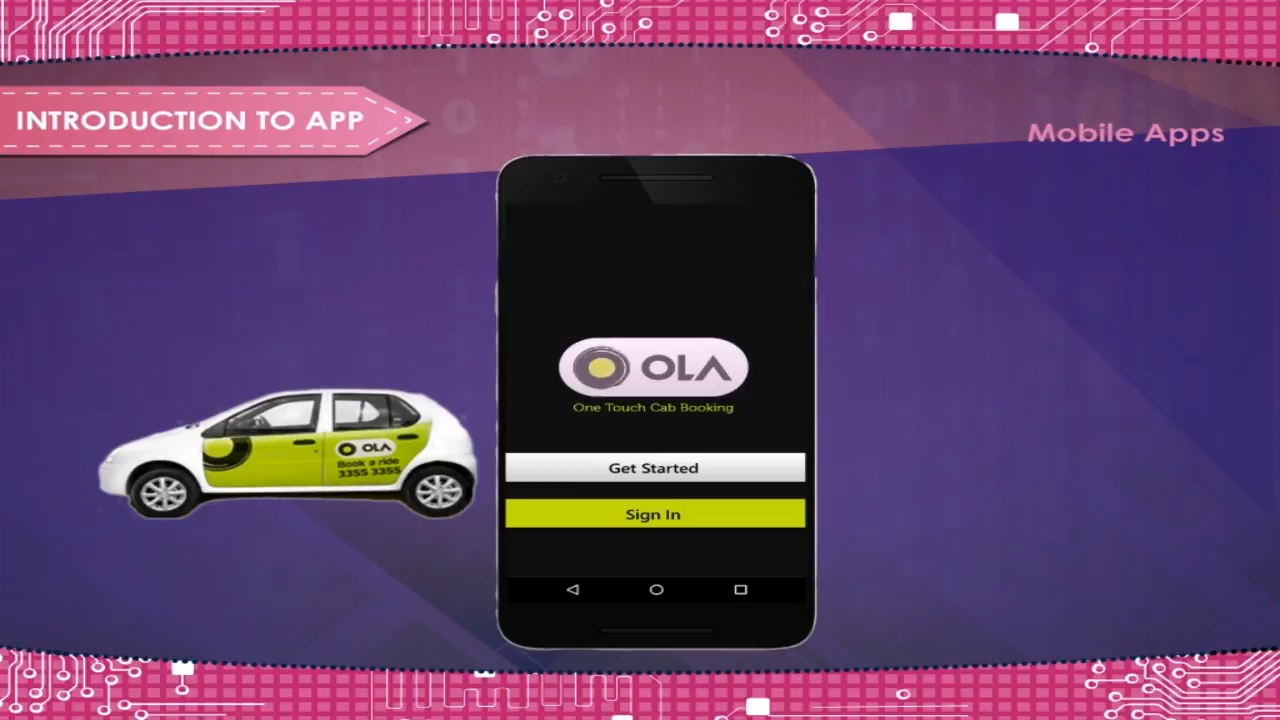 INTRODUCTION TO APP
Mobile Apps
OLA
One Touch Cab Booking
Get Started
Sign In
OLA
Book a ride
3355 3355